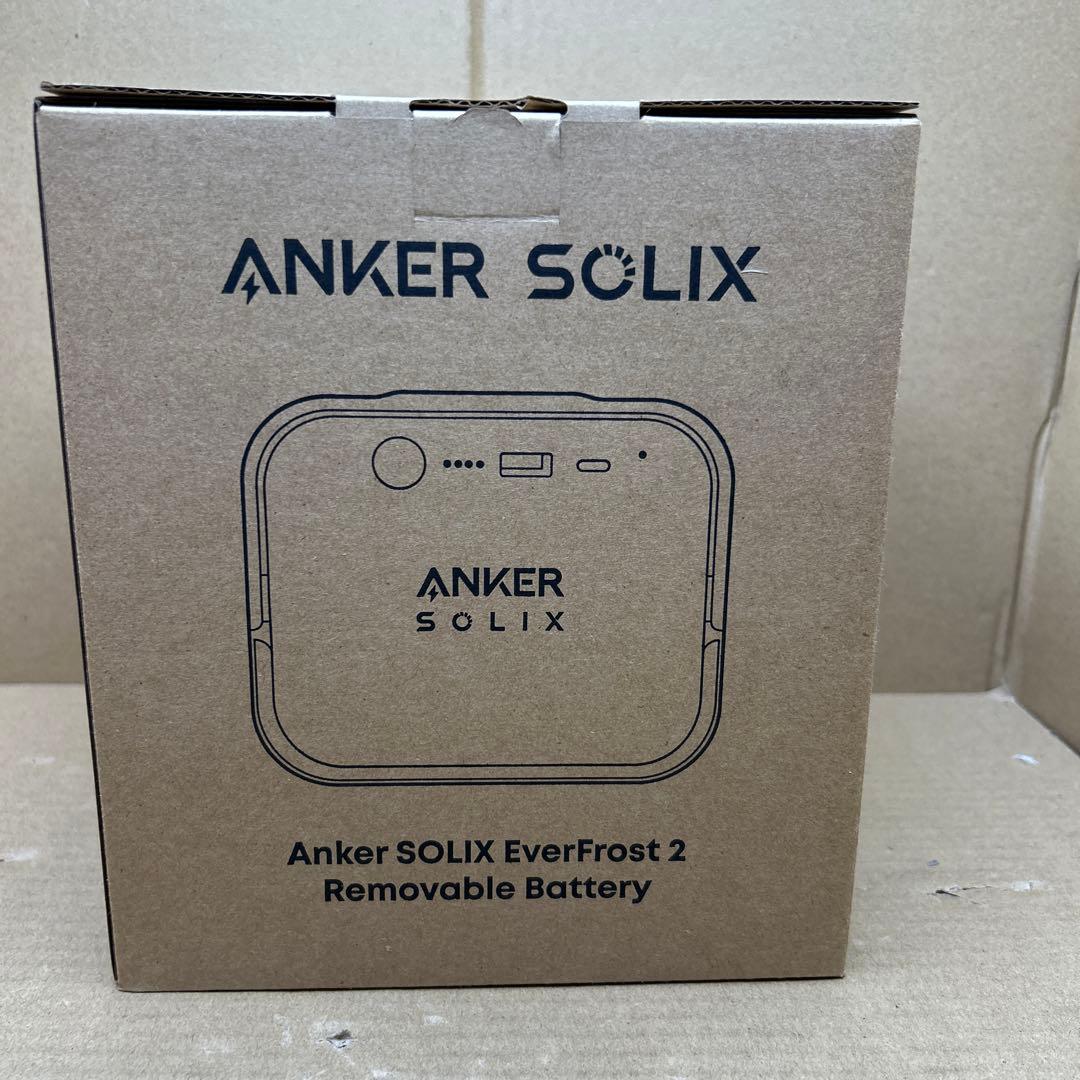 ANKER SOLIX
ANKER
SOLIX
Anker SOLIX EverFrost 2
Removable Battery